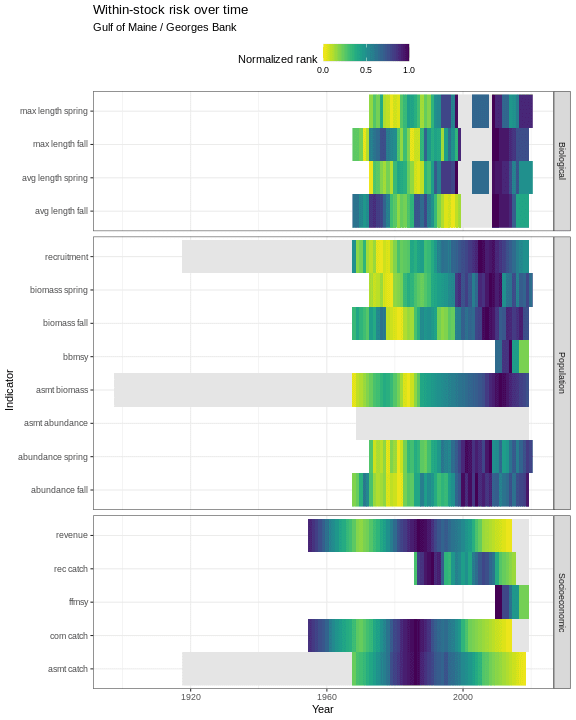 Within-stock risk over time
Gulf of Maine / Georges Bank
Normalized rank
0.0 0.5 1.0
max length spring
max length fall
avg length spring
avg length fall
Biological
recruitment
biomass spring
biomass fall
bbmsy
asmt biomass
asmt abundance
abundance spring
abundance fall
Population
revenue
rec catch
ffmsy
com catch
asmt catch
Socioeconomic
Indicator
1920 1960 2000
Year